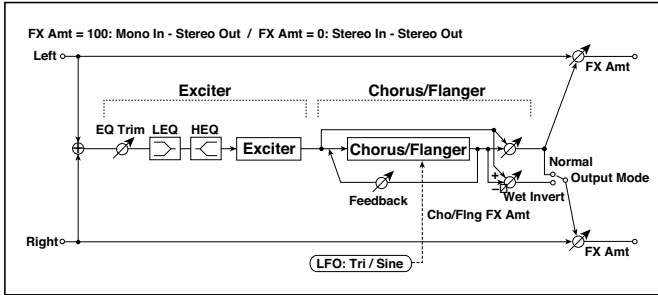 FX Amt = 100: Mono In - Stereo Out / FX Amt = 0: Stereo In - Stereo Out
Left
FX Amt
Exciter
Chorus/Flanger
EQ Trim
LEQ
HEQ
Exciter
Chorus/Flanger
Normal
Output Mode
+
−
Wet Invert
Feedback
Cho/Flng FX Amt
Right
FX Amt
LFO: Tri / Sine